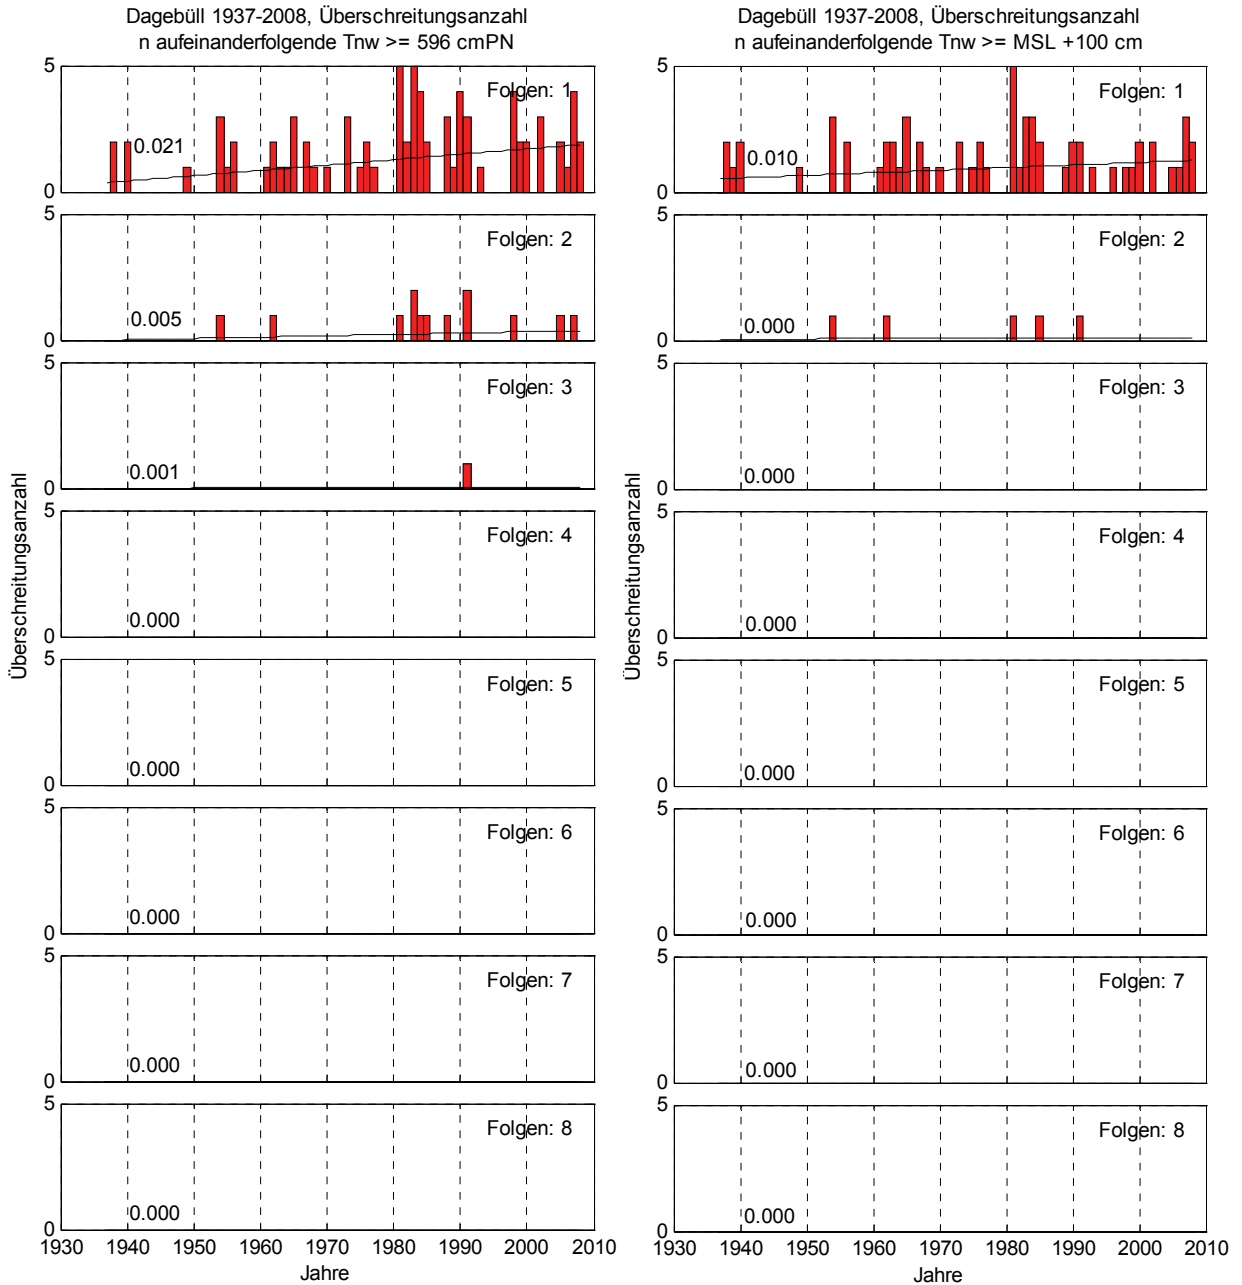 Dagebüll 1937-2008, Überschreitungsanzahl
n aufeinanderfolgende Tnw >= 596 cmPN
5
Folgen: 1
0.021
0
5
Folgen: 2
0.005
0
5
Folgen: 3
0.001
0
5
Folgen: 4
0.000
0
5
Folgen: 5
0.000
0
5
Folgen: 6
0.000
0
5
Folgen: 7
0.000
0
5
Folgen: 8
0.000
0
1930 1940 1950 1960 1970 1980 1990 2000 2010
Jahre
Überschreitungsanzahl
Dagebüll 1937-2008, Überschreitungsanzahl
n aufeinanderfolgende Tnw >= MSL +100 cm
5
Folgen: 1
0.010
0
5
Folgen: 2
0.000
0
5
Folgen: 3
0.000
0
5
Folgen: 4
0.000
0
5
Folgen: 5
0.000
0
5
Folgen: 6
0.000
0
5
Folgen: 7
0.000
0
5
Folgen: 8
0.000
0
1930 1940 1950 1960 1970 1980 1990 2000 2010
Jahre
Überschreitungsanzahl